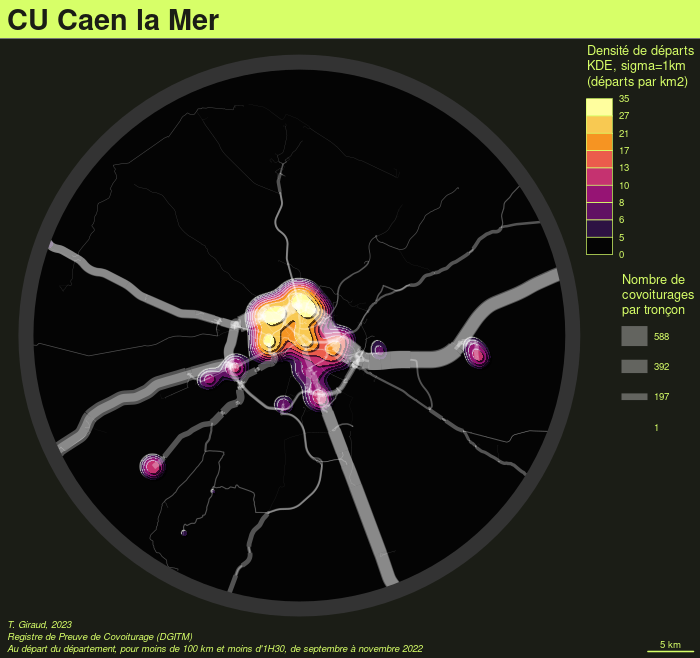 CU Caen la Mer
Densité de départs
KDE, sigma=1km
(départs par km2)
35
27
21
17
13
10
8
6
5
0
Nombre de
covoiturages
par tronçon
588
392
197
1
T. Giraud, 2023
Registre de Preuve de Covoiturage (DGITM)
Au départ du département, pour moins de 100 km et moins d'1H30, de septembre à novembre 2022
5 km